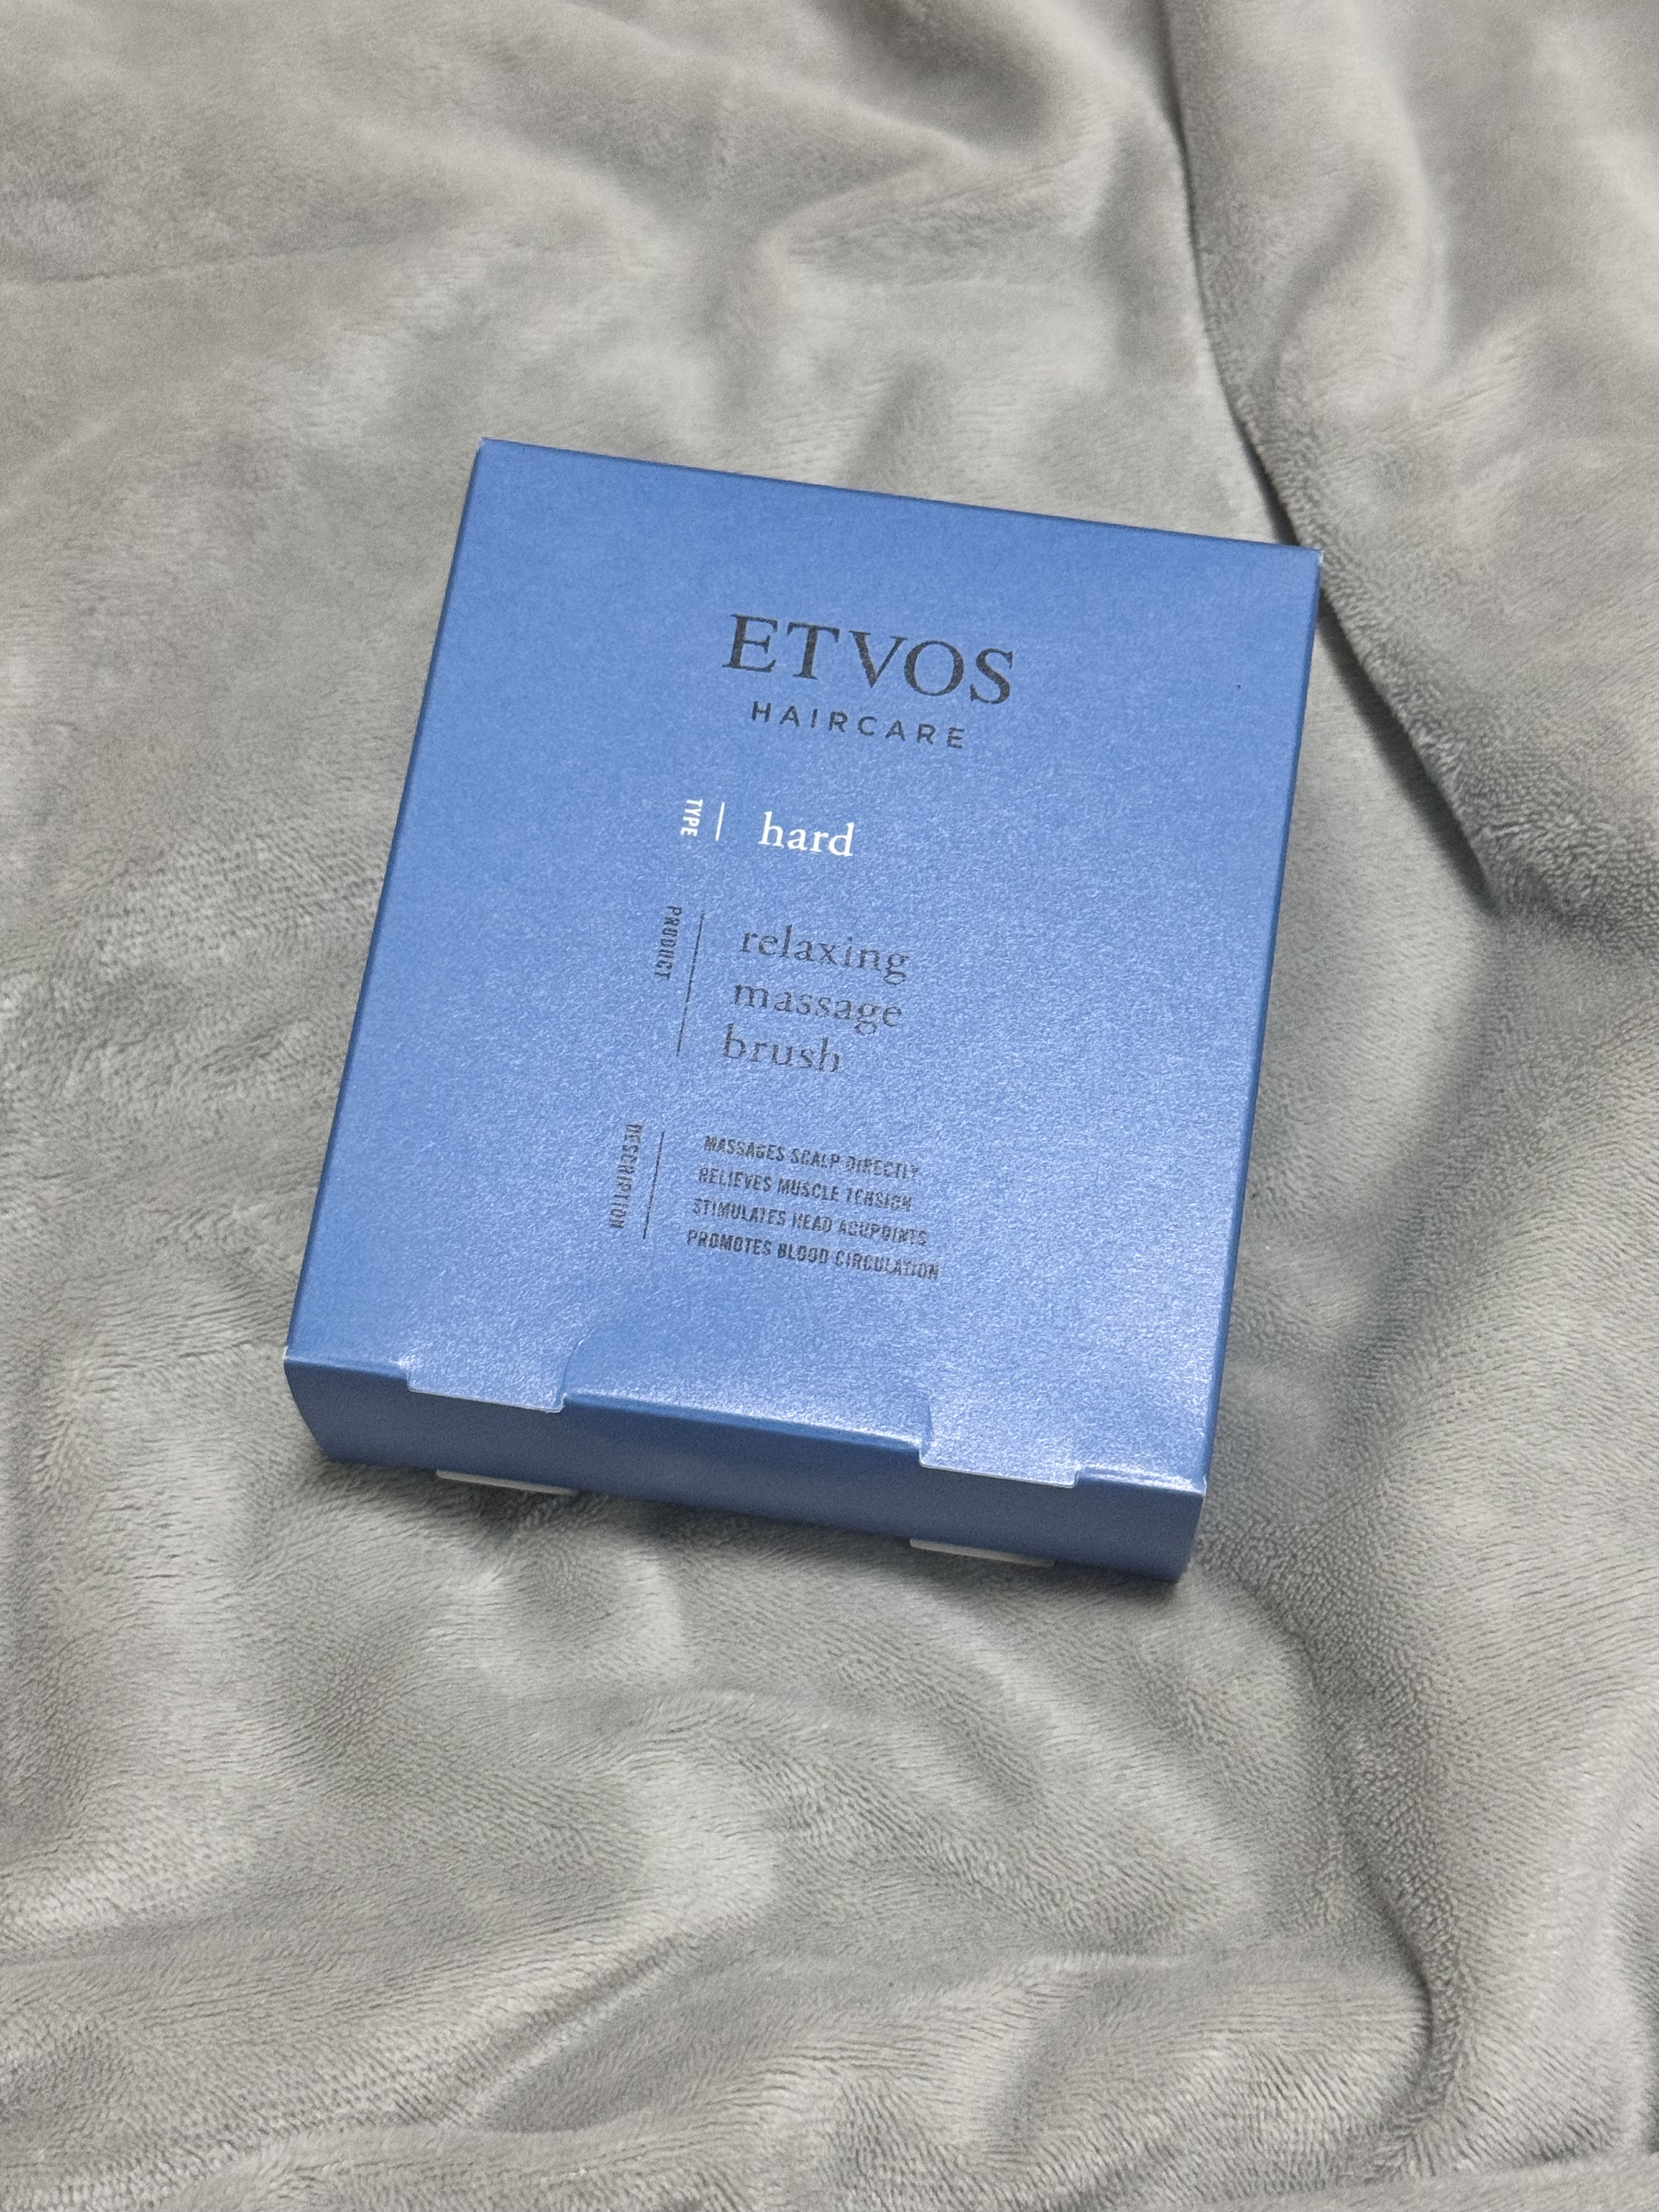 ETVOS
HAIRCARE
TYPE
hard
PRODUCT
relaxing
massage
brush
DESCRIPTION
MASSAGES SCALP DIRECTLY
RELIEVES MUSCLE TENSION
STIMULATES HEAD ACUPOINTS
PROMOTES BLOOD CIRCULATION